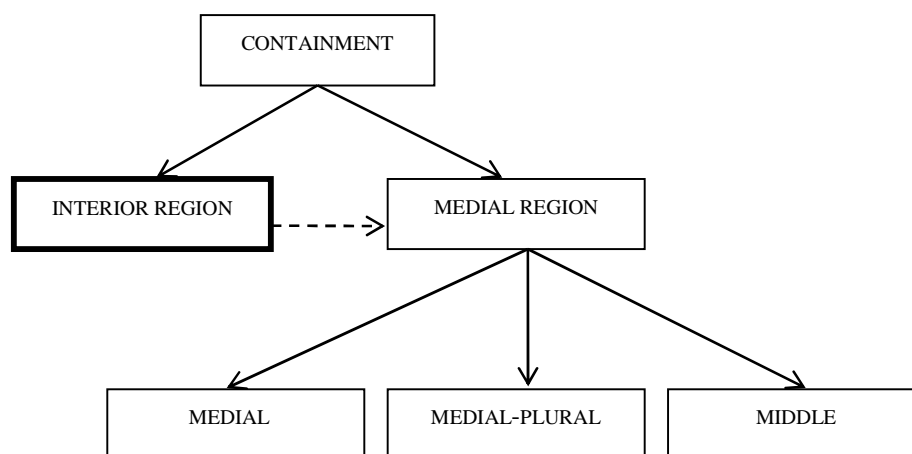 CONTAINMENT
INTERIOR REGION
MEDIAL REGION
MEDIAL
MEDIAL-PLURAL
MIDDLE